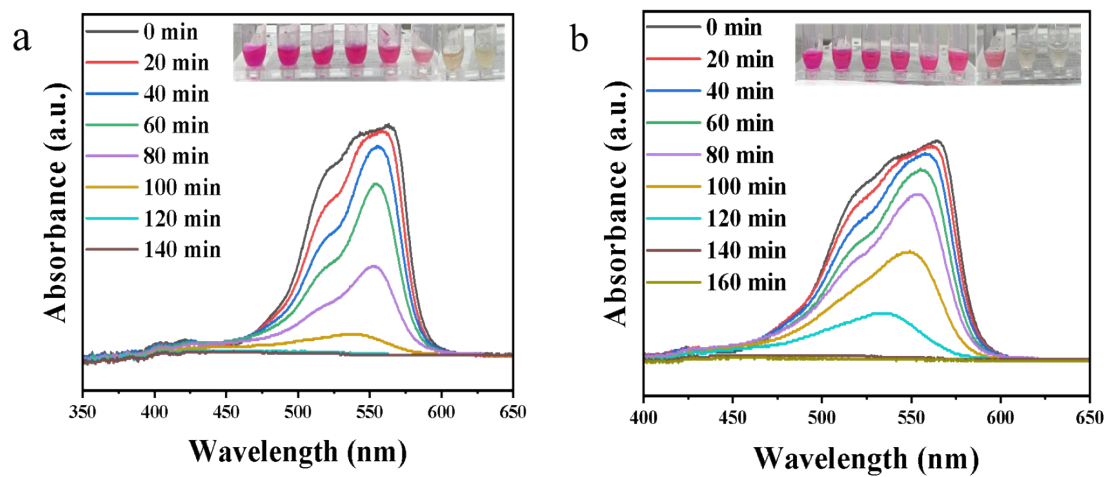 a
0 min
20 min
40 min
60 min
80 min
100 min
120 min
140 min
Absorbance (a.u.)
350 400 450 500 550 600 650
Wavelength (nm)
b
0 min
20 min
40 min
60 min
80 min
100 min
120 min
140 min
160 min
Absorbance (a.u.)
400 450 500 550 600 650
Wavelength (nm)